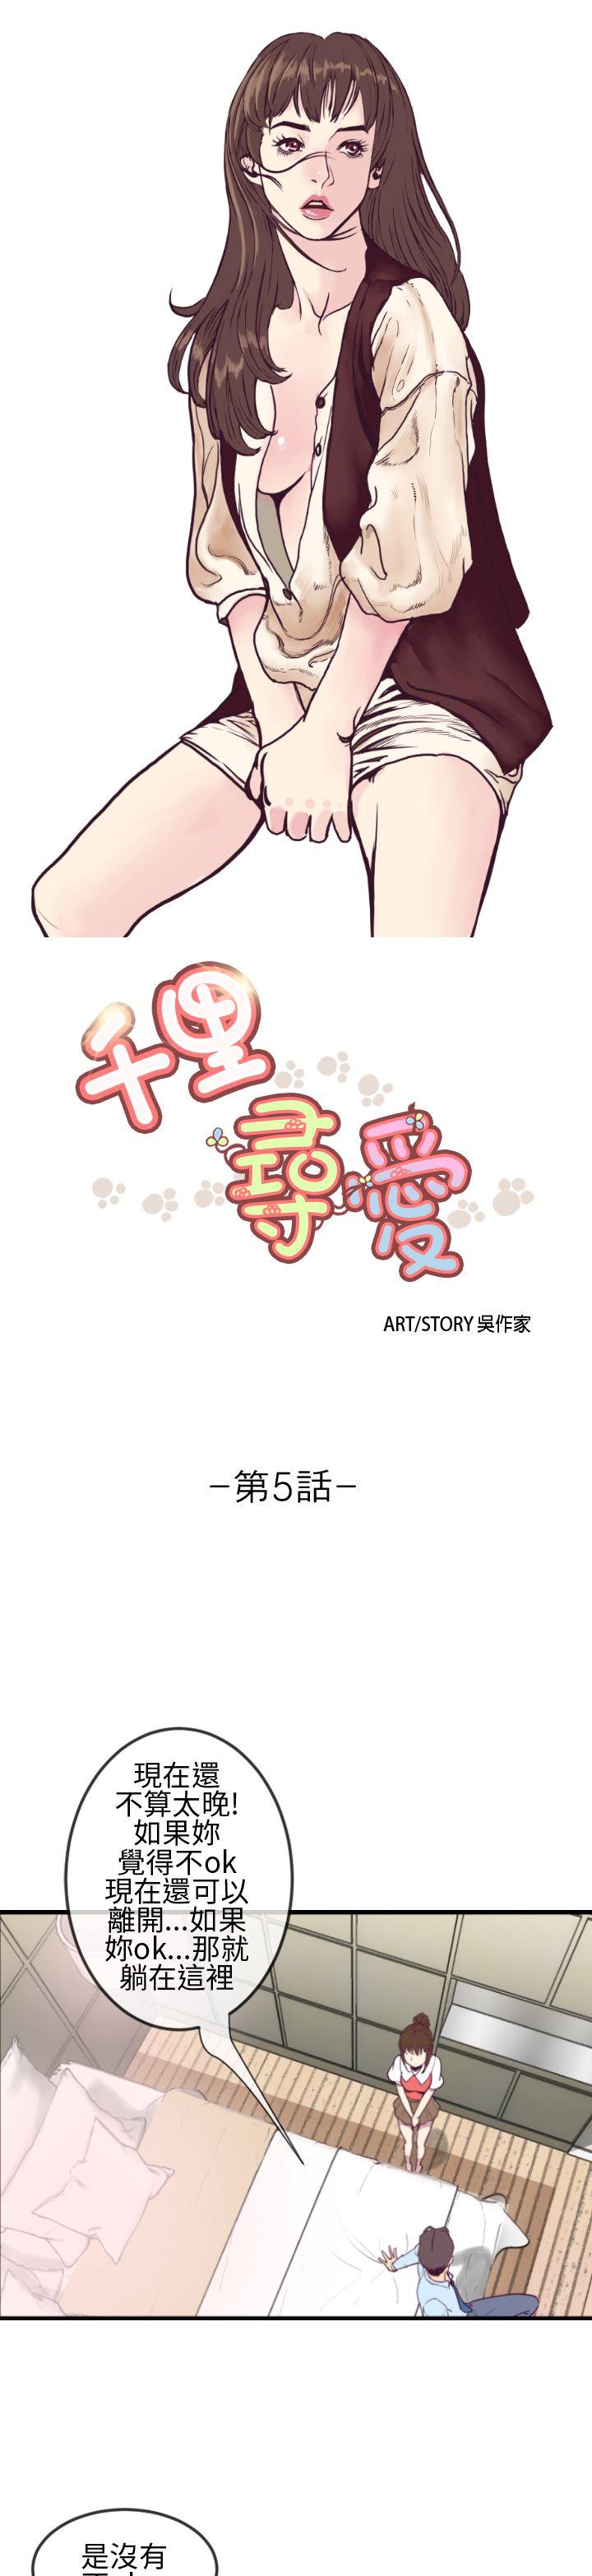 千里
尋愛
ART/STORY 吳作家
–第5話–
現在還
不算太晚!
如果妳
覺得不ok
現在還可以
離開...如果
妳ok...那就
躺在這裡
是沒有